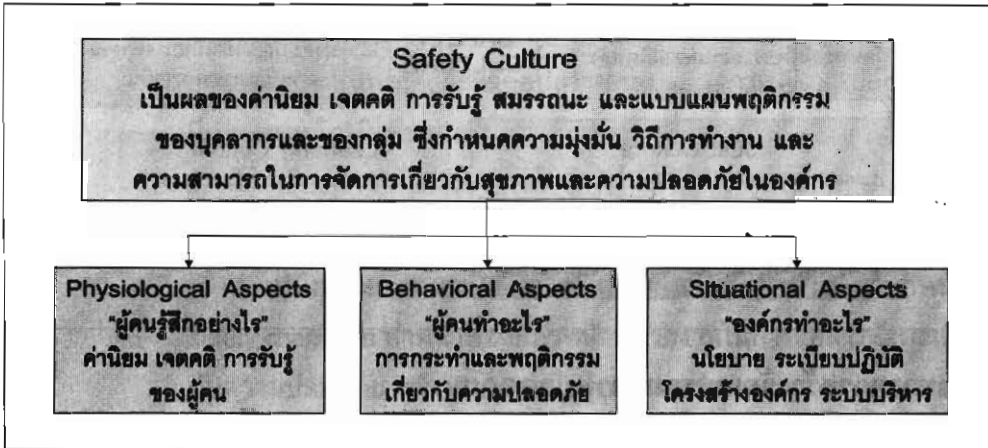 Safety Culture
เป็นผลของค่านิยม เจตคติ การรับรู้ สมรรถนะ และแบบแผนพฤติกรรม
ของบุคลากรและของกลุ่ม ซึ่งกำหนดความมุ่งมั่น วิถีการทำงาน และ
ความสามารถในการจัดการเกี่ยวกับสุขภาพและความปลอดภัยในองค์กร
Physiological Aspects
"ผู้คนรู้สึกอย่างไร"
ค่านิยม เจตคติ การรับรู้
ของผู้คน
Behavioral Aspects
"ผู้คนทำอะไร"
การกระทำและพฤติกรรม
เกี่ยวกับความปลอดภัย
Situational Aspects
"องค์กรทำอะไร"
นโยบาย ระเบียบปฏิบัติ
โครงสร้างองค์กร ระบบบริหาร